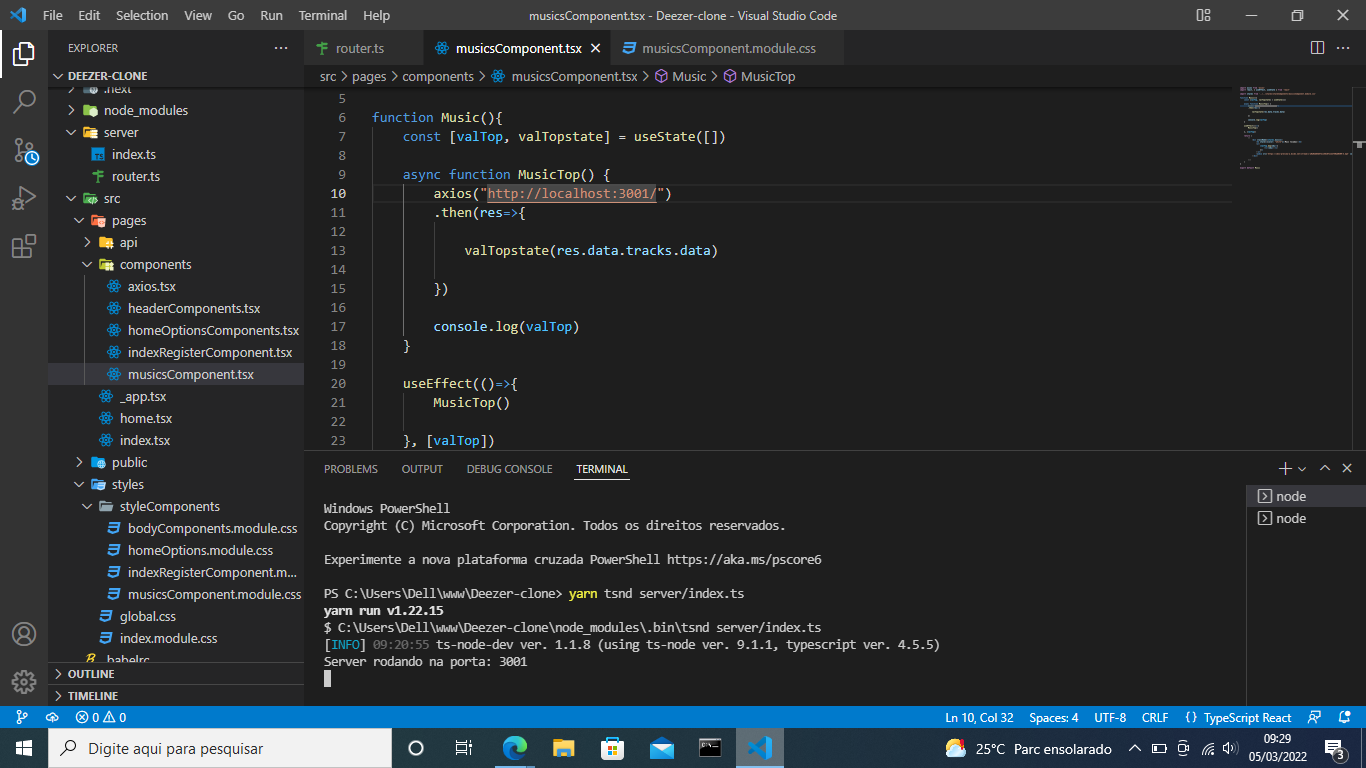 File Edit Selection View Go Run Terminal Help musicsComponent.tsx - Deezer-clone - Visual Studio Code
EXPLORER
router.ts musicsComponent.tsx musicsComponent.module.css
DEEZER-CLONE
src > pages > components > musicsComponent.tsx > Music > MusicTop
.next
node_modules
server
index.ts
router.ts
src
pages
api
components
axios.tsx
headerComponents.tsx
homeOptionsComponents.tsx
indexRegisterComponent.tsx
musicsComponent.tsx
_app.tsx
home.tsx
index.tsx
public
styles
styleComponents
bodyComponents.module.css
homeOptions.module.css
indexRegisterComponent.m...
musicsComponent.module.css
global.css
index.module.css
.babelrc
OUTLINE
TIMELINE
5
6 function Music(){
7 const [valTop, valTopstate] = useState([])
8
9 async function MusicTop() {
10 axios("http://localhost:3001/")
11 .then(res=>{
12
13 valTopstate(res.data.tracks.data)
14
15 })
16
17 console.log(valTop)
18 }
19
20 useEffect(()=>{
21 MusicTop()
22
23 }, [valTop])
PROBLEMS OUTPUT DEBUG CONSOLE TERMINAL
Windows PowerShell
Copyright (C) Microsoft Corporation. Todos os direitos reservados.
Experimente a nova plataforma cruzada PowerShell https://aka.ms/pscore6
PS C:\Users\Dell\www\Deezer-clone> yarn tsnd server/index.ts
yarn run v1.22.15
$ C:\Users\Dell\www\Deezer-clone\node_modules\.bin\tsnd server/index.ts
[INFO] 09:20:55 ts-node-dev ver. 1.1.8 (using ts-node ver. 9.1.1, typescript ver. 4.5.5)
Server rodando na porta: 3001
node
node
0 0 Ln 10, Col 32 Spaces: 4 UTF-8 CRLF {} TypeScript React
Digite aqui para pesquisar
25°C Parc ensolarado
09:29
05/03/2022
3